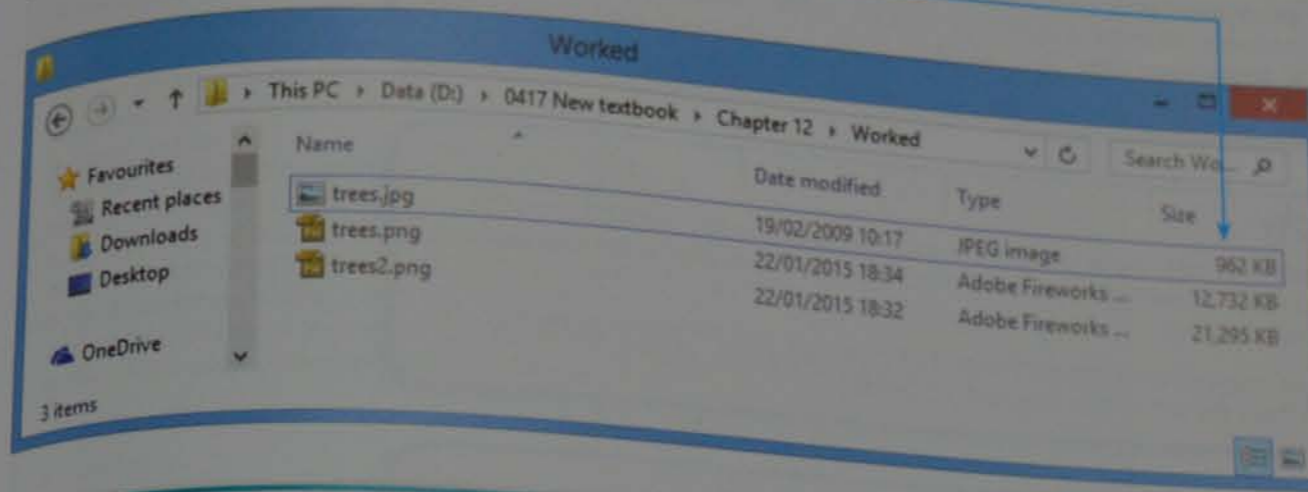 Worked
This PC ▸ Data (D:) ▸ 0417 New textbook ▸ Chapter 12 ▸ Worked
Search Wo...
Favourites
Recent places
Downloads
Desktop
OneDrive
Name Date modified Type Size
trees.jpg 19/02/2009 10:17 JPEG image 962 KB
trees.png 22/01/2015 18:34 Adobe Fireworks ... 12,732 KB
trees2.png 22/01/2015 18:32 Adobe Fireworks ... 21,295 KB
3 items